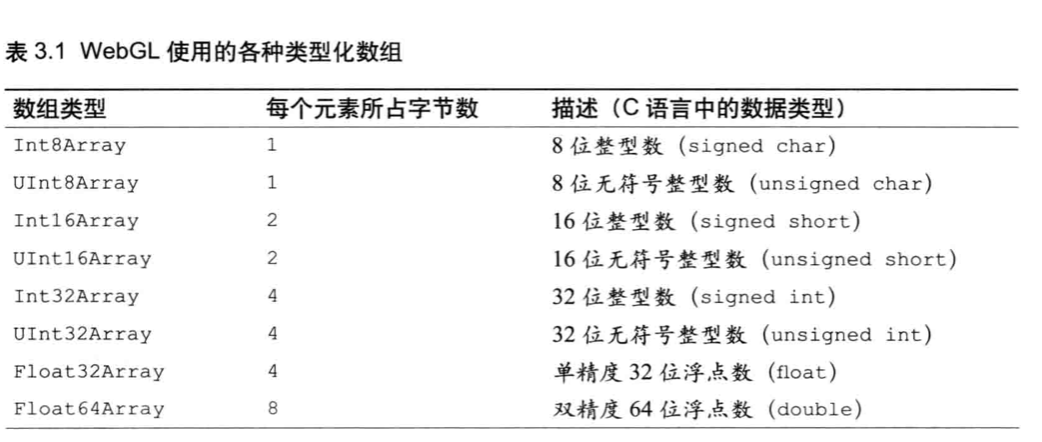 表 3.1 WebGL 使用的各种类型化数组
数组类型 每个元素所占字节数 描述（C 语言中的数据类型）
Int8Array 1 8 位整型数（signed char）
UInt8Array 1 8 位无符号整型数（unsigned char）
Int16Array 2 16 位整型数（signed short）
UInt16Array 2 16 位无符号整型数（unsigned short）
Int32Array 4 32 位整型数（signed int）
UInt32Array 4 32 位无符号整型数（unsigned int）
Float32Array 4 单精度 32 位浮点数（float）
Float64Array 8 双精度 64 位浮点数（double）